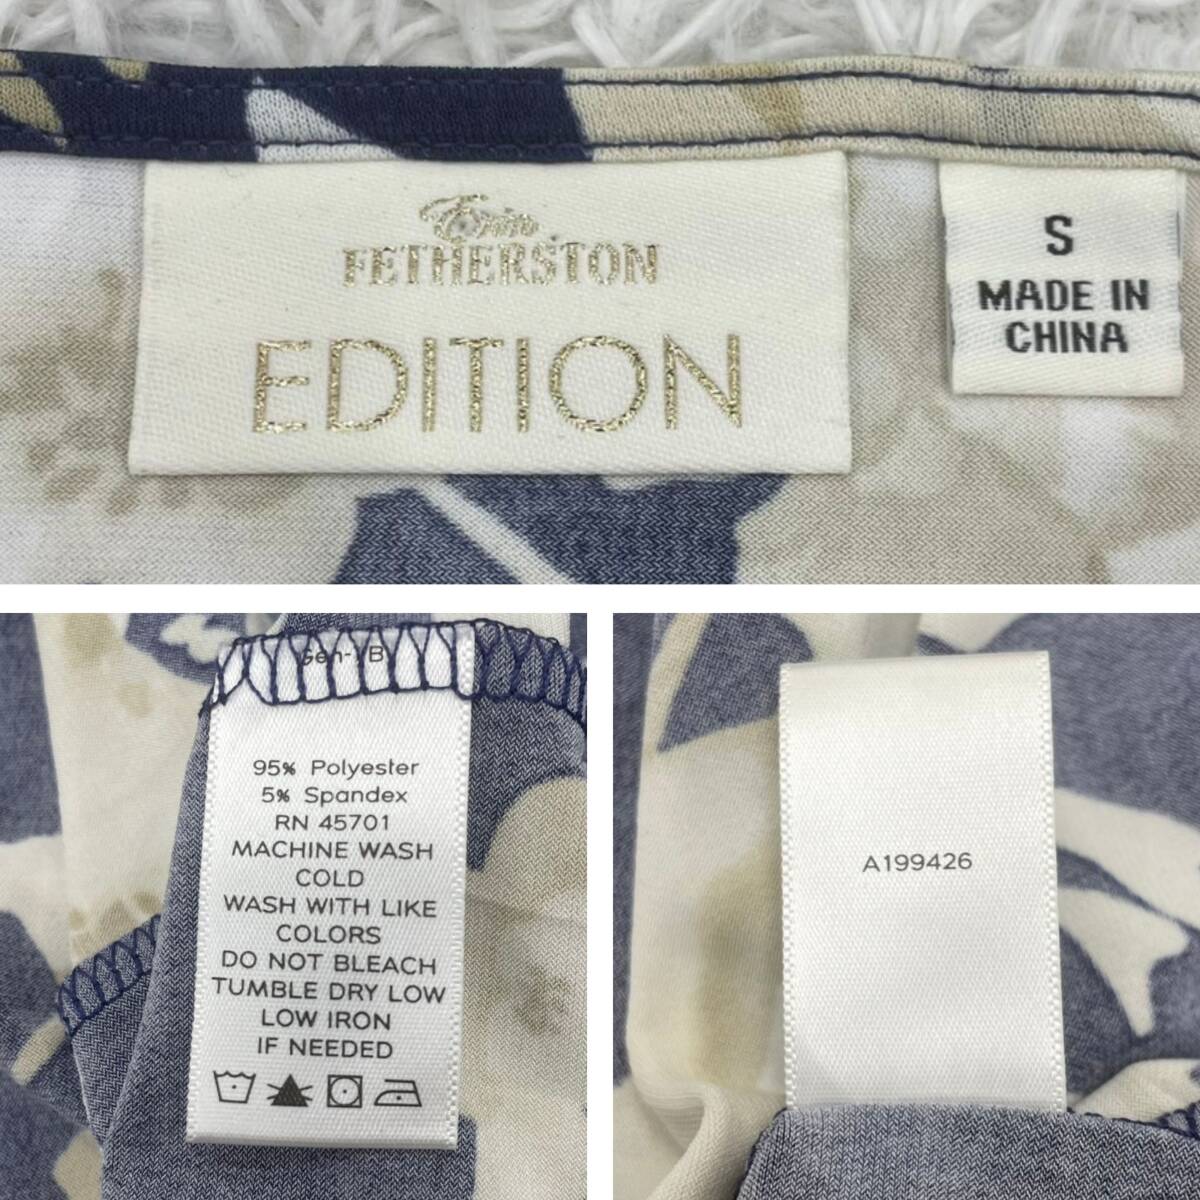 Erin
FETHERSTON
EDITION
S
MADE IN
CHINA
95% Polyester
5% Spandex
RN 45701
MACHINE WASH
COLD
WASH WITH LIKE
COLORS
DO NOT BLEACH
TUMBLE DRY LOW
LOW IRON
IF NEEDED
A199426